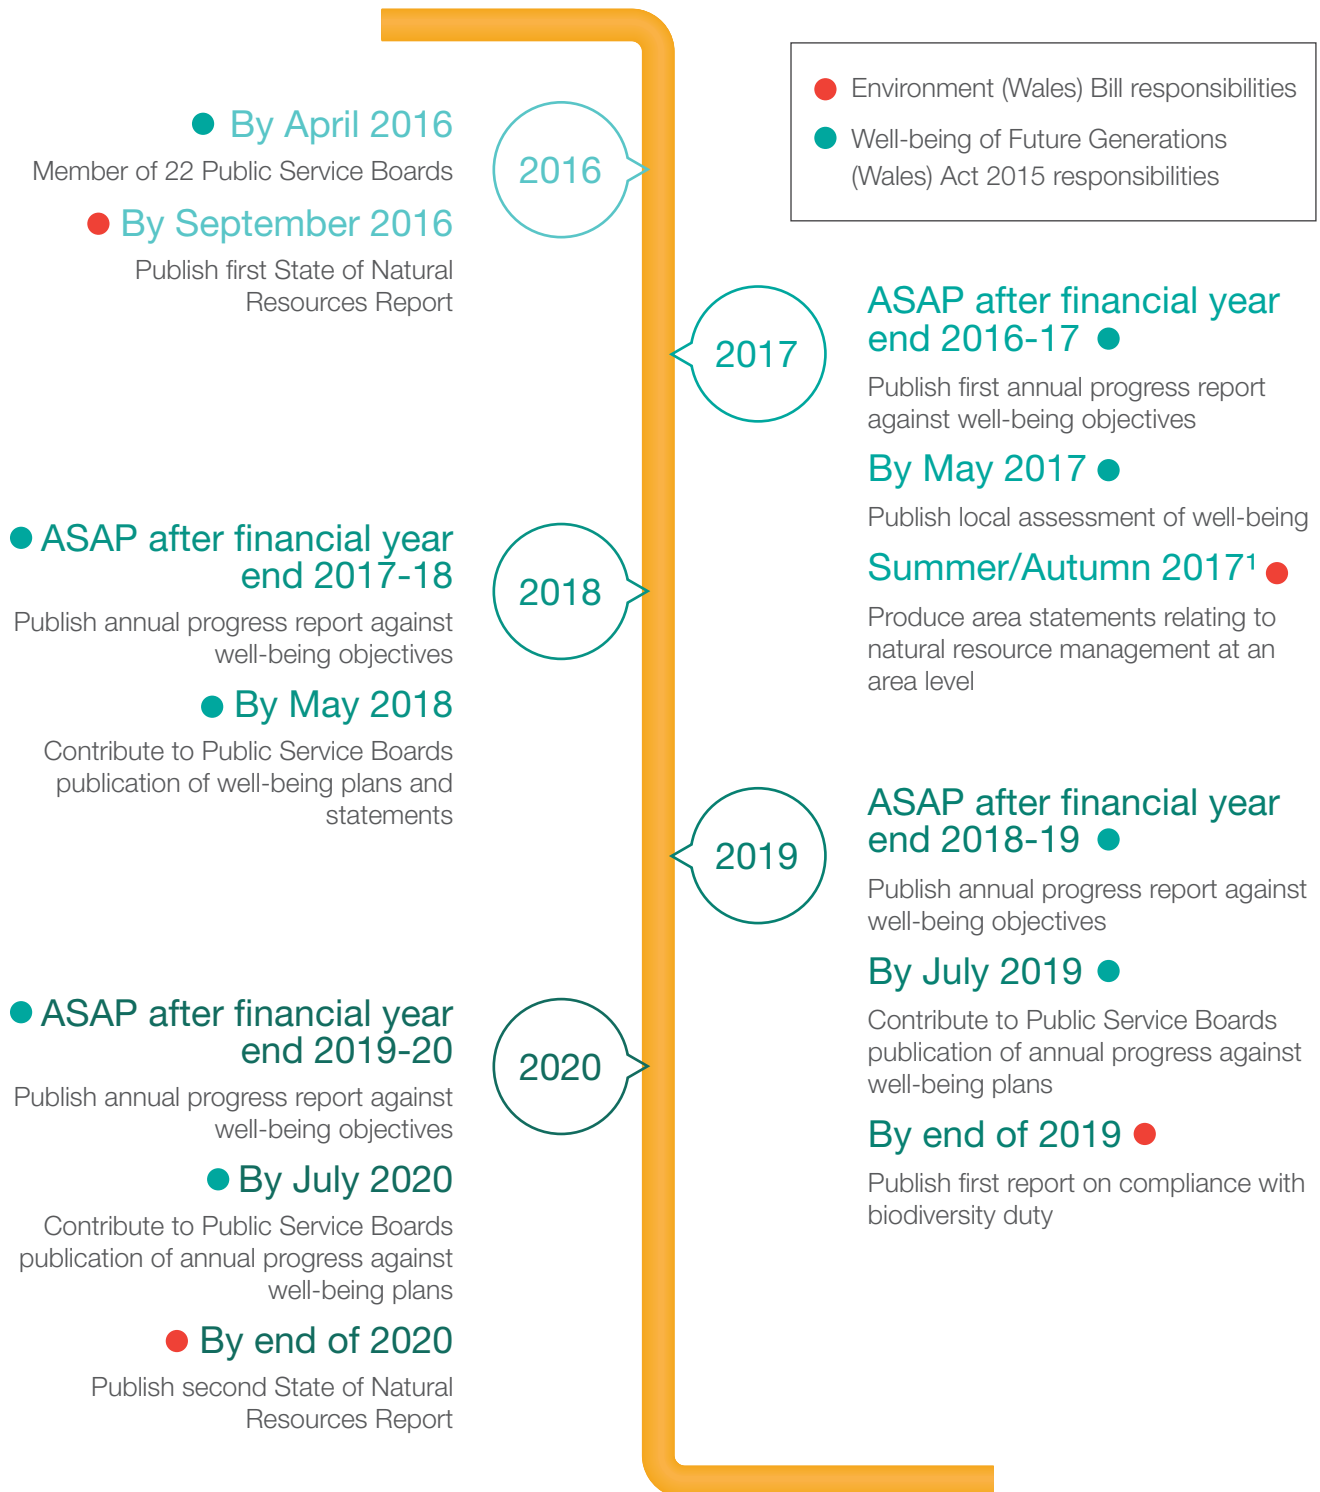 Environment (Wales) Bill responsibilities
Well-being of Future Generations
(Wales) Act 2015 responsibilities
2016
By April 2016
Member of 22 Public Service Boards
By September 2016
Publish first State of Natural
Resources Report
2017
ASAP after financial year
end 2016-17
Publish first annual progress report
against well-being objectives
By May 2017
Publish local assessment of well-being
Summer/Autumn 2017¹
Produce area statements relating to
natural resource management at an
area level
2018
ASAP after financial year
end 2017-18
Publish annual progress report against
well-being objectives
By May 2018
Contribute to Public Service Boards
publication of well-being plans and
statements
2019
ASAP after financial year
end 2018-19
Publish annual progress report against
well-being objectives
By July 2019
Contribute to Public Service Boards
publication of annual progress against
well-being plans
By end of 2019
Publish first report on compliance with
biodiversity duty
2020
ASAP after financial year
end 2019-20
Publish annual progress report against
well-being objectives
By July 2020
Contribute to Public Service Boards
publication of annual progress against
well-being plans
By end of 2020
Publish second State of Natural
Resources Report